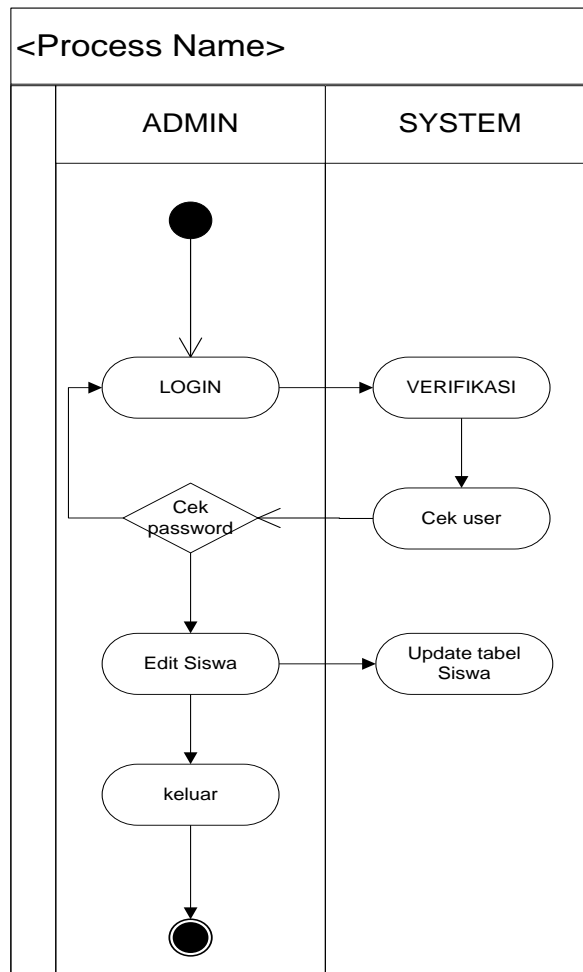 <Process Name>
ADMIN
SYSTEM
LOGIN
VERIFIKASI
Cek
password
Cek user
Edit Siswa
Update tabel
Siswa
keluar